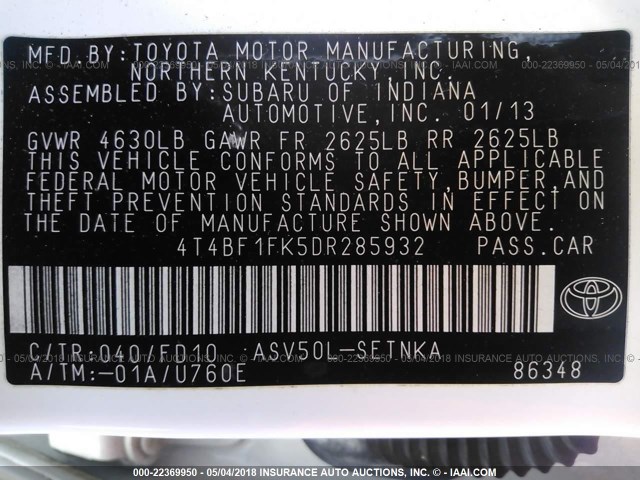 MFD.BY:TOYOTA MOTOR MANUFACTURING,
NORTHERN KENTUCKY,INC.
ASSEMBLED BY:SUBARU OF INDIANA
AUTOMOTIVE,INC. 01/13
GVWR 4630LB GAWR FR 2625LB RR 2625LB
THIS VEHICLE CONFORMS TO ALL APPLICABLE
FEDERAL MOTOR VEHICLE SAFETY,BUMPER,AND
THEFT PREVENTION STANDARDS IN EFFECT ON
THE DATE OF MANUFACTURE SHOWN ABOVE.
4T4BF1FK5DR285932 PASS.CAR
C/TR:040/FD10 ASV50L-SETNKA
A/TM:-01A/U760E 86348
000-22369950 - 05/04/2018 INSURANCE AUTO AUCTIONS, INC. - © - IAAI.COM